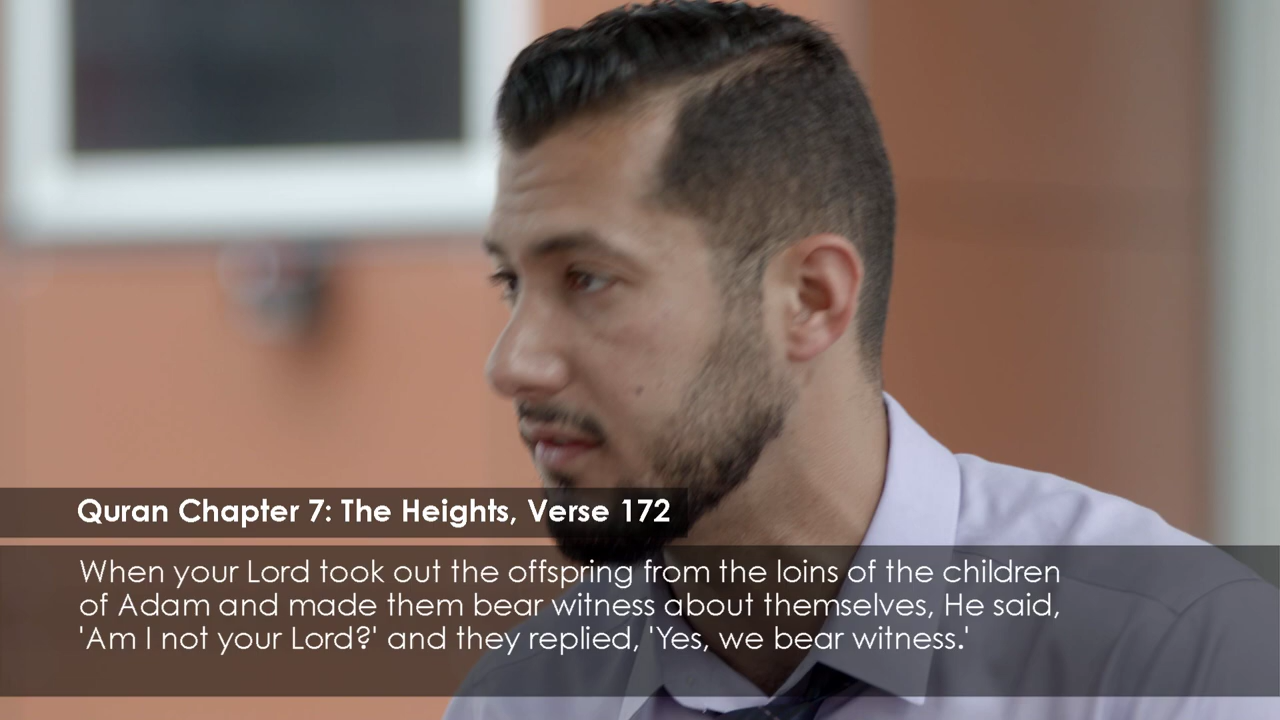 Quran Chapter 7: The Heights, Verse 172
When your Lord took out the offspring from the loins of the children
of Adam and made them bear witness about themselves, He said,
'Am I not your Lord?' and they replied, 'Yes, we bear witness.'